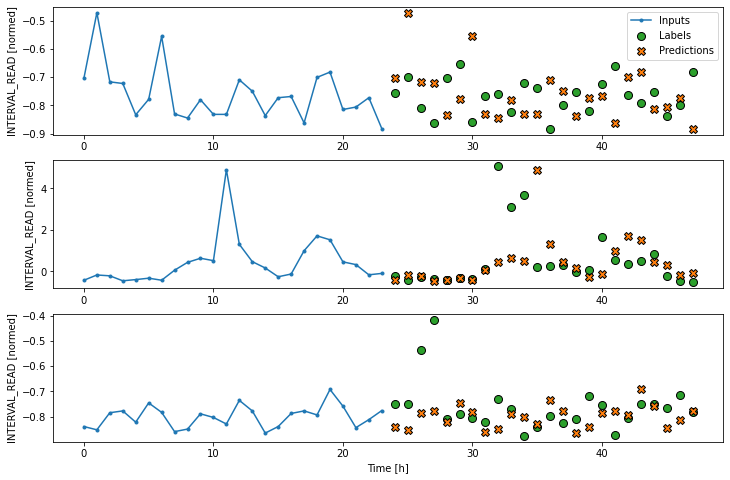 INTERVAL_READ [normed]
−0.5
−0.6
−0.7
−0.8
−0.9
Inputs
Labels
Predictions
0 10 20 30 40
INTERVAL_READ [normed]
4
2
0
0 10 20 30 40
INTERVAL_READ [normed]
−0.4
−0.5
−0.6
−0.7
−0.8
0 10 20 30 40
Time [h]